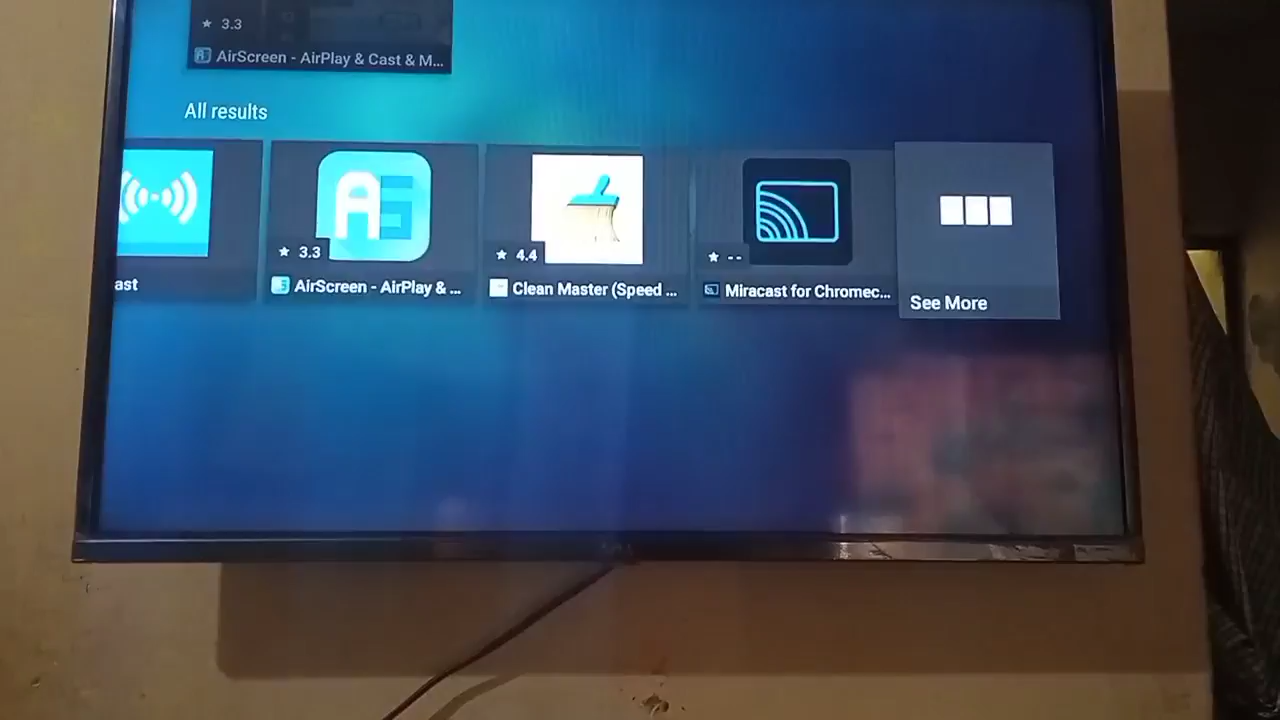 ★ 3.3
AirScreen - AirPlay & Cast & M...
All results
ast
★ 3.3
AirScreen - AirPlay & ...
★ 4.4
Clean Master (Speed ...
★ --
Miracast for Chromec...
See More